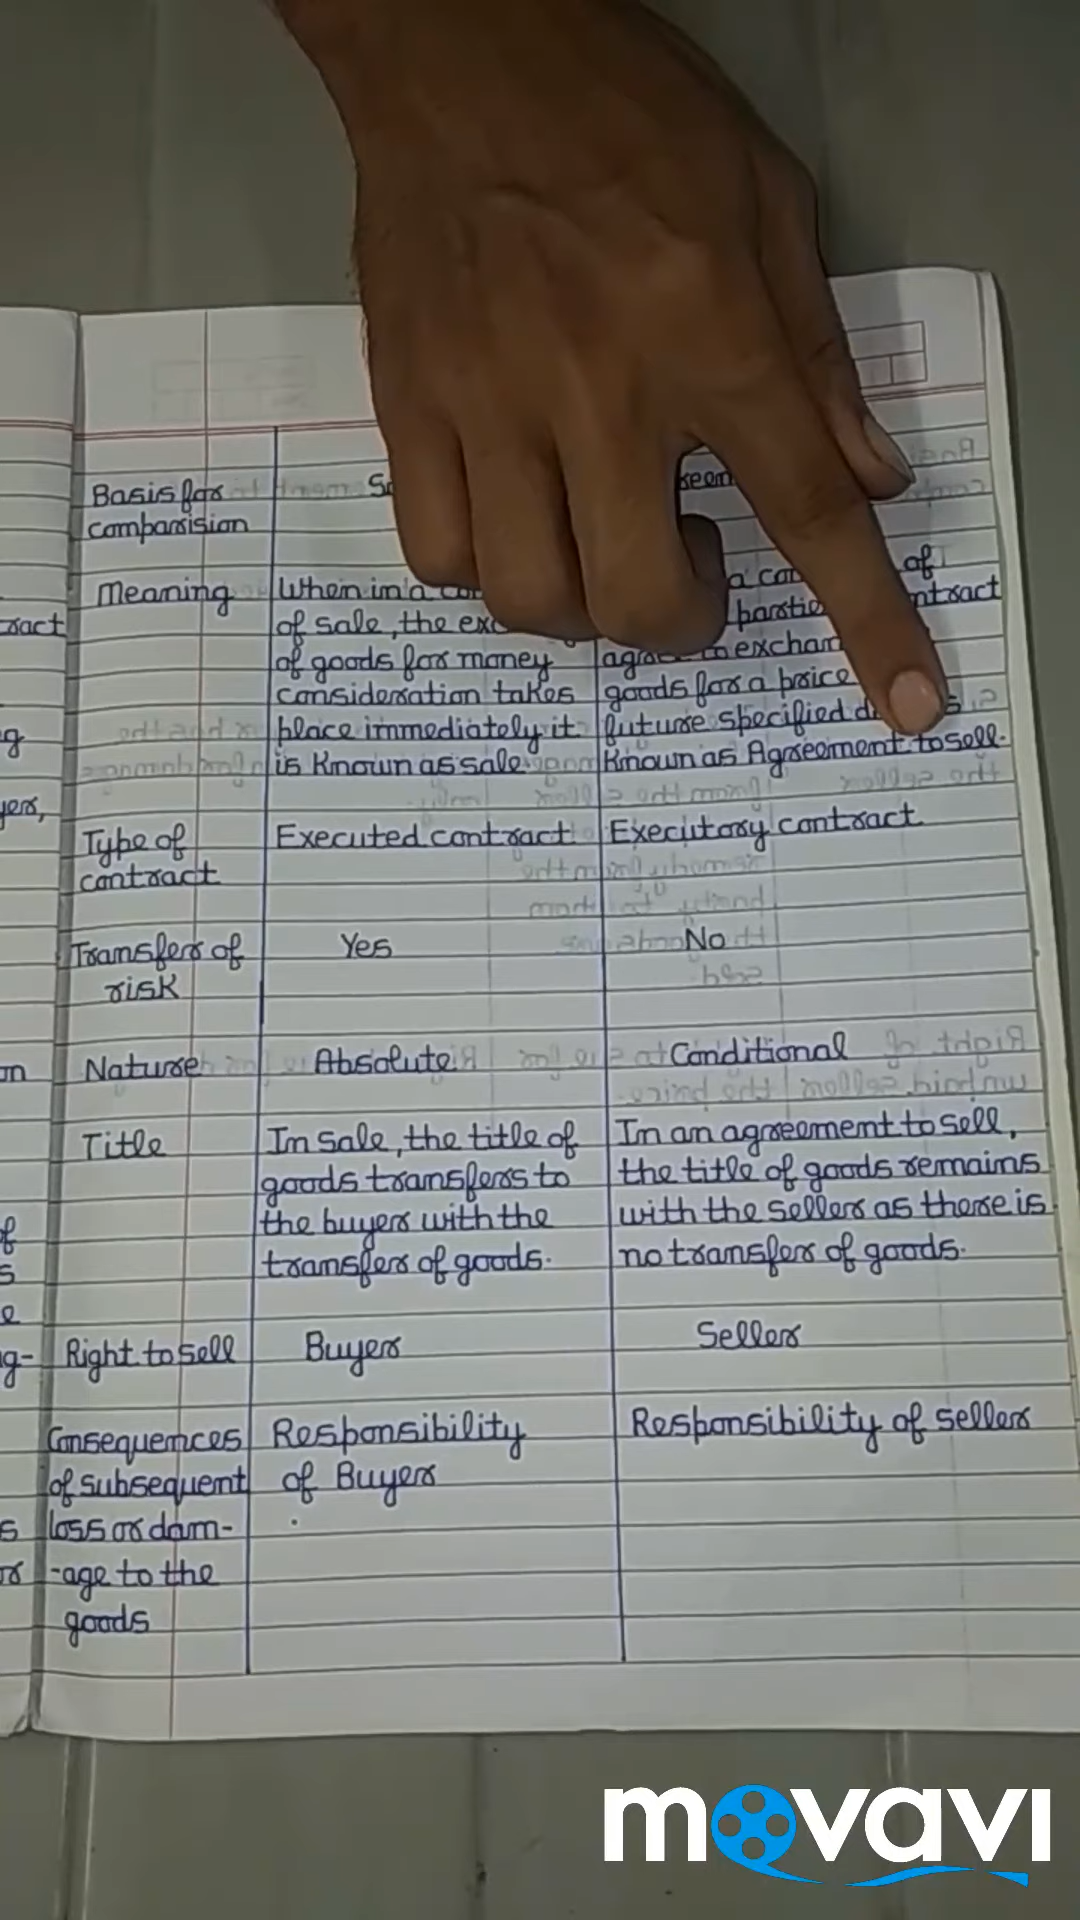 Basis for
comparision
Meaning
When in a
of sale, the
of goods for money
consideration takes
place immediately it
is Known as sale.
of
parties contract
agree to
goods for a price
future specified
Known as Agreement to sell.
Type of
contract
Executed contract
Executory contract
Transfer of
risk
Yes
No
Nature
Absolute
Conditional
Title
In sale, the title of
goods transfers to
the buyer with the
transfer of goods.
In an agreement to sell,
the title of goods remains
with the seller as there is
no transfer of goods.
Right to sell
Buyer
Seller
Consequences
of subsequent
loss or dam-
-age to the
goods
Responsibility
of Buyer
Responsibility of seller
movavi